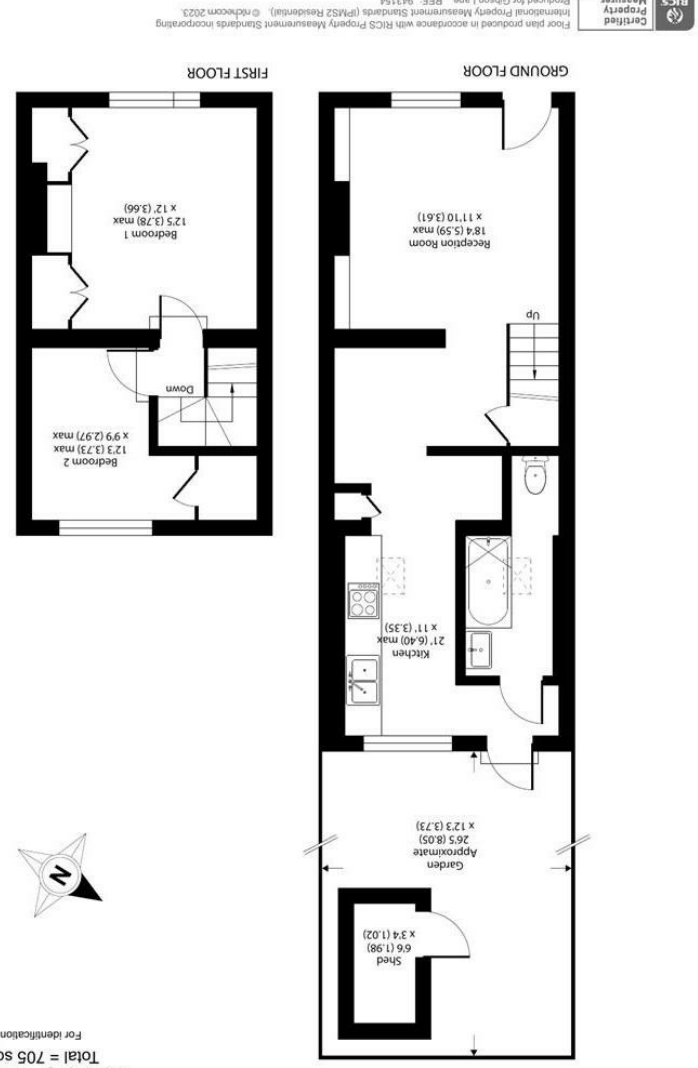 Total = 705 sq
For identification
Shed
6'6 (1.98)
x 3'4 (1.02)
Garden
Approximate
26'5 (8.05)
x 12'3 (3.73)
N
Kitchen
21' (6.40) max
x 11' (3.35)
Up
Reception Room
18'4 (5.59) max
x 11'10 (3.61)
GROUND FLOOR
Bedroom 2
12'3 (3.73) max
x 9'9 (2.97) max
Down
Bedroom 1
12'5 (3.78) max
x 12' (3.66)
FIRST FLOOR
Certified
Property
Measurer
RICS
Floor plan produced in accordance with RICS Property Measurement Standards incorporating
International Property Measurement Standards (IPMS2 Residential). © nichecom 2023.
Produced for Gibson Lane. REF: 943154